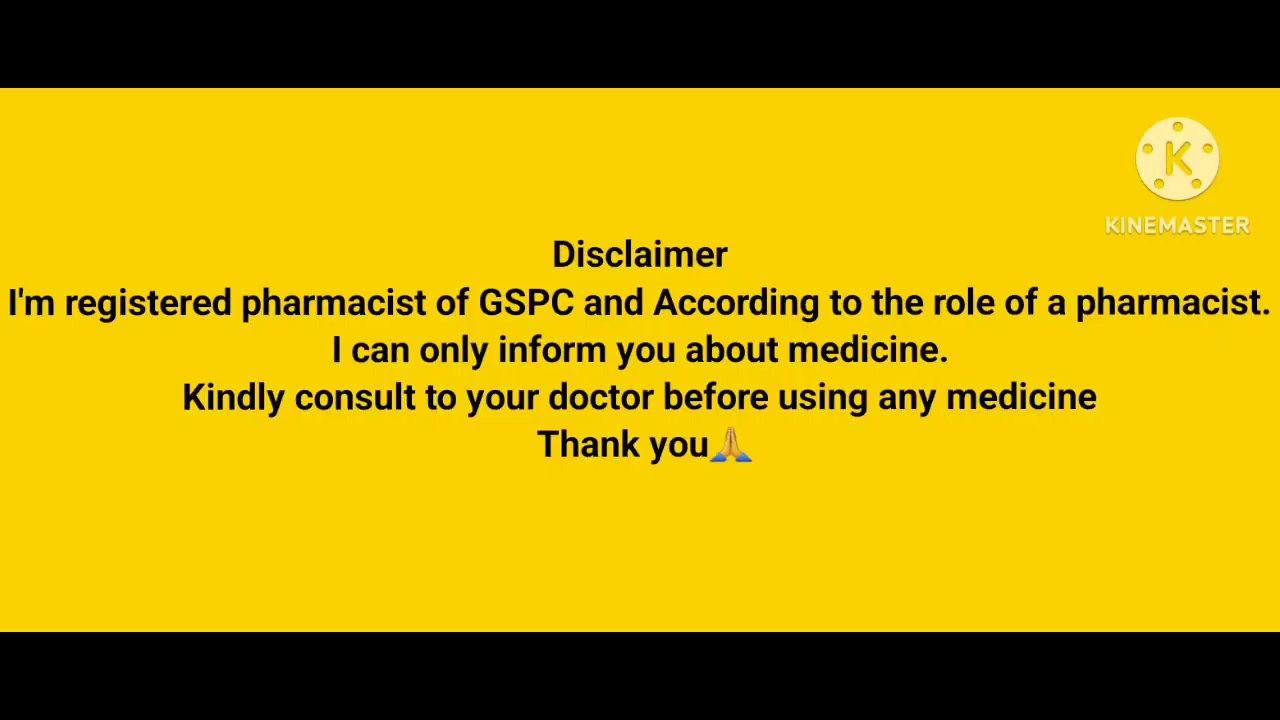 K
KINEMASTER
Disclaimer
I'm registered pharmacist of GSPC and According to the role of a pharmacist.
I can only inform you about medicine.
Kindly consult to your doctor before using any medicine
Thank you🙏